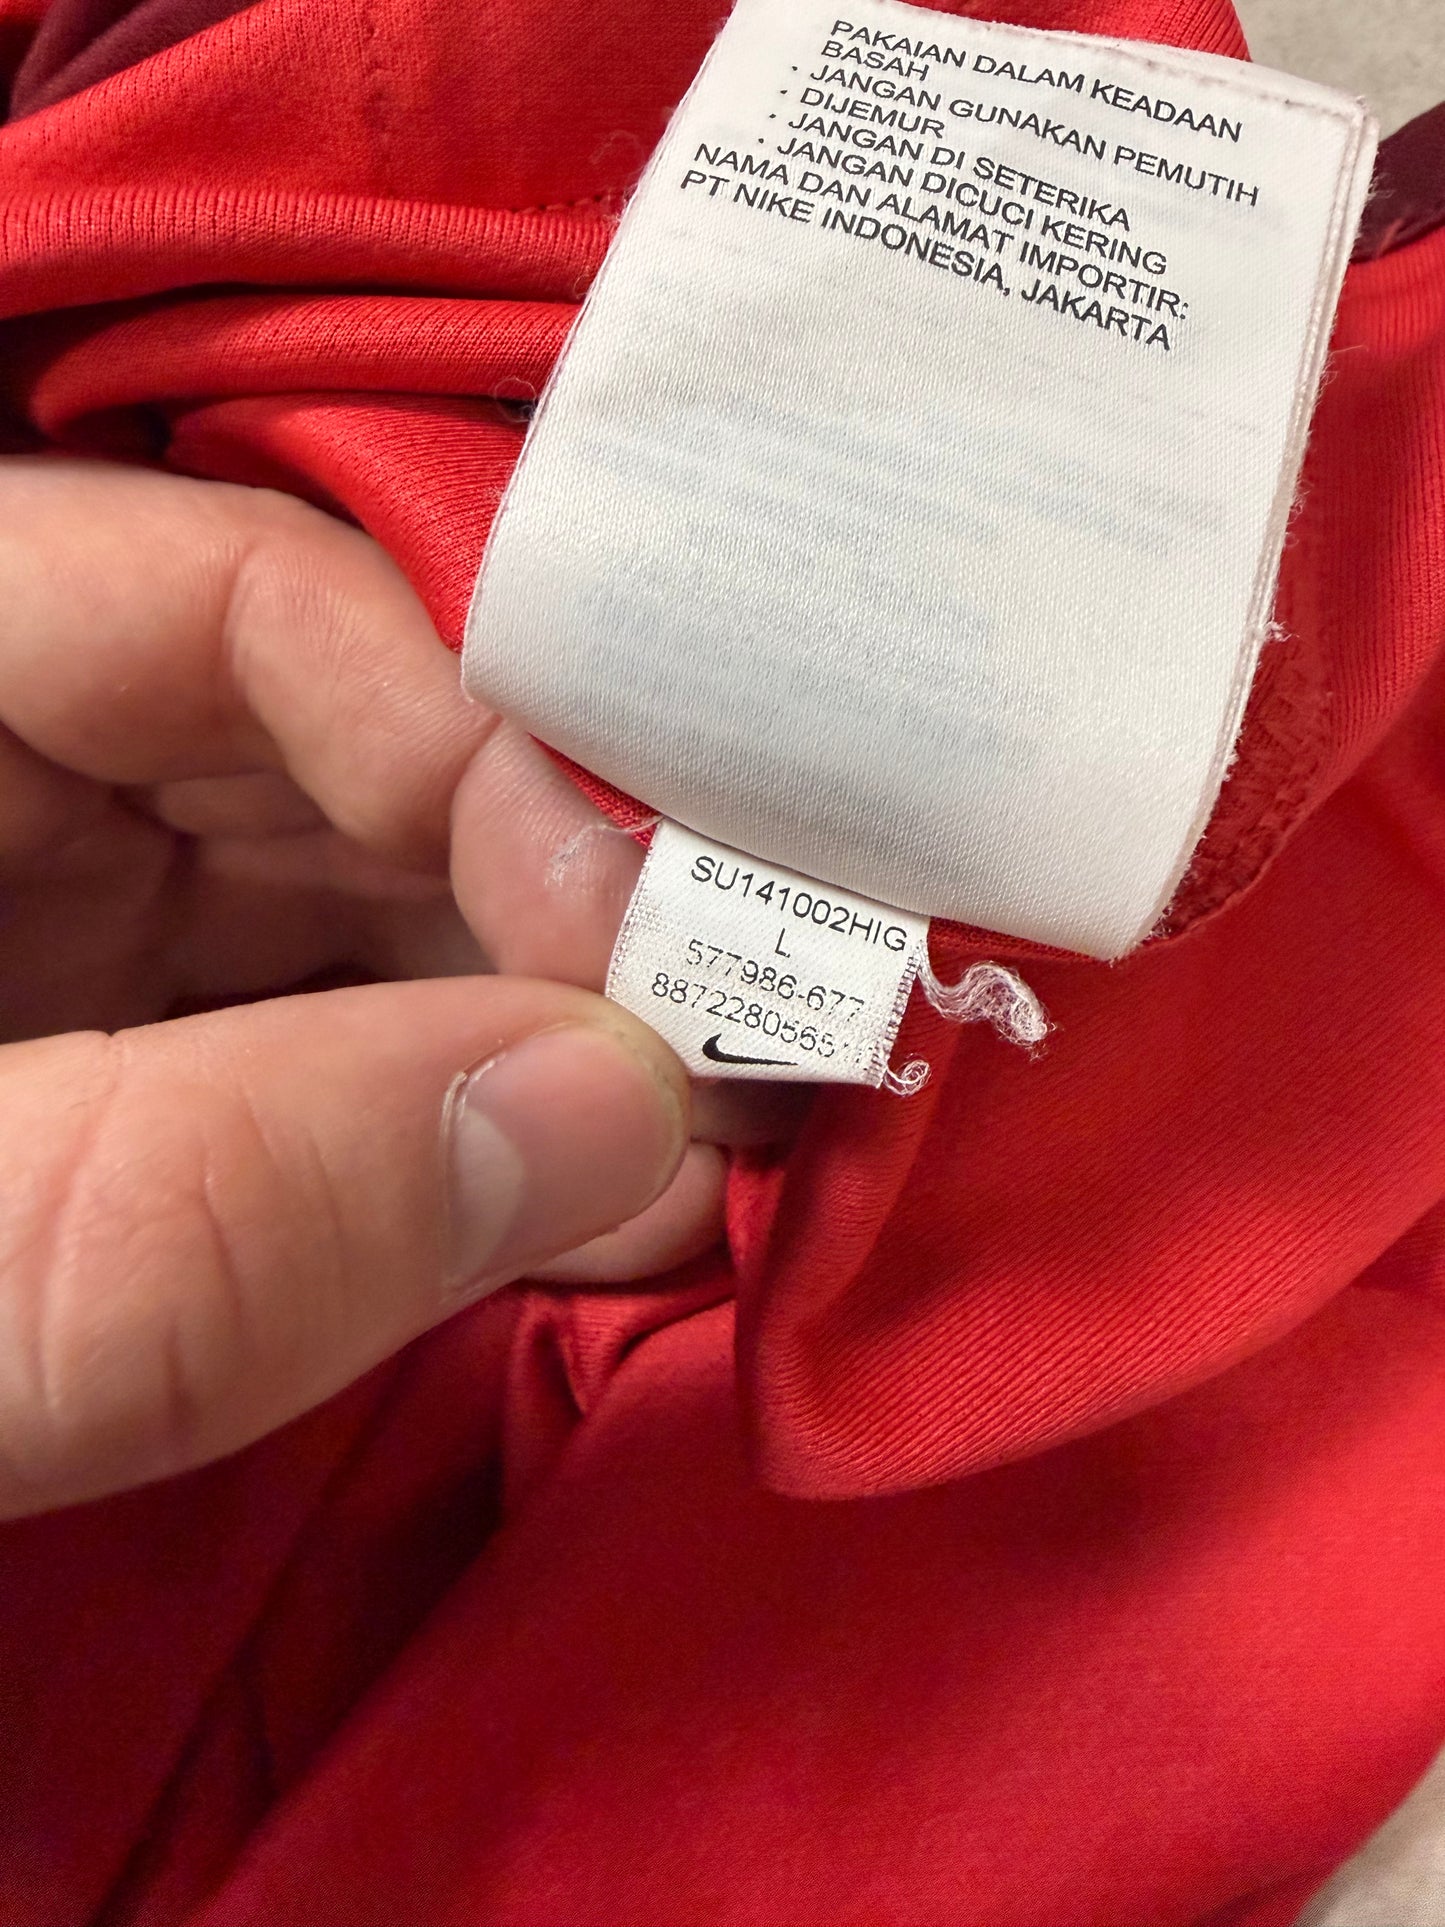 PAKAIAN DALAM KEADAAN
BASAH
· JANGAN GUNAKAN PEMUTIH
· DIJEMUR
· JANGAN DI SETERIKA
· JANGAN DICUCI KERING
NAMA DAN ALAMAT IMPORTIR:
PT NIKE INDONESIA, JAKARTA
SU141002HIG
L
577986-677